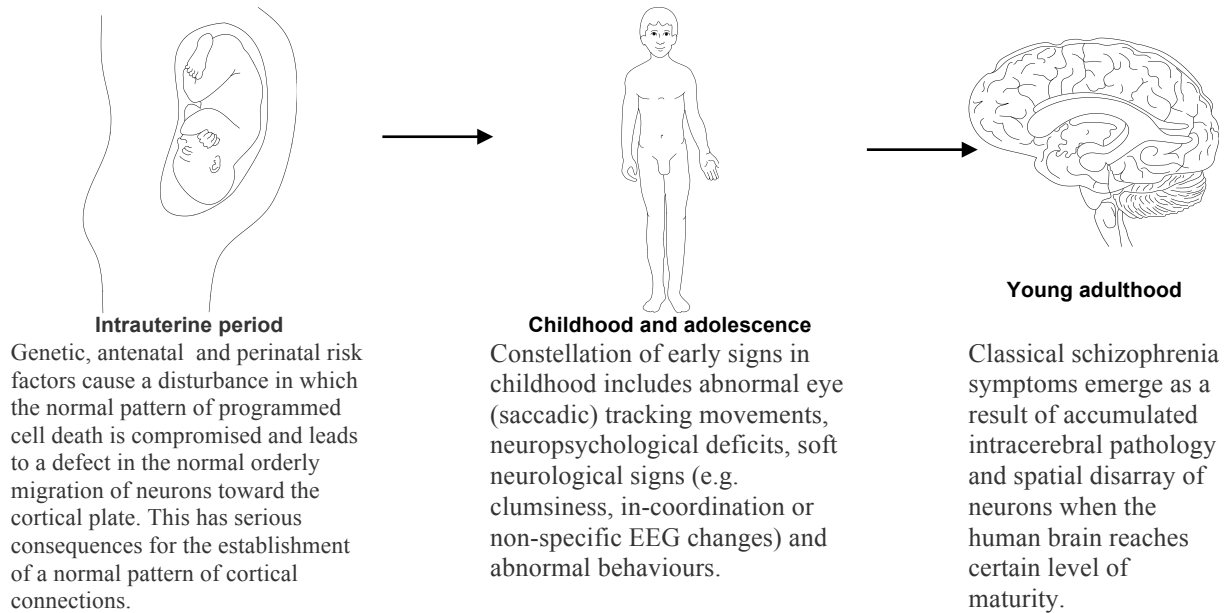 Intrauterine period
Genetic, antenatal and perinatal risk
factors cause a disturbance in which
the normal pattern of programmed
cell death is compromised and leads
to a defect in the normal orderly
migration of neurons toward the
cortical plate. This has serious
consequences for the establishment
of a normal pattern of cortical
connections.
Childhood and adolescence
Constellation of early signs in
childhood includes abnormal eye
(saccadic) tracking movements,
neuropsychological deficits, soft
neurological signs (e.g.
clumsiness, in-coordination or
non-specific EEG changes) and
abnormal behaviours.
Young adulthood
Classical schizophrenia
symptoms emerge as a
result of accumulated
intracerebral pathology
and spatial disarray of
neurons when the
human brain reaches
certain level of
maturity.